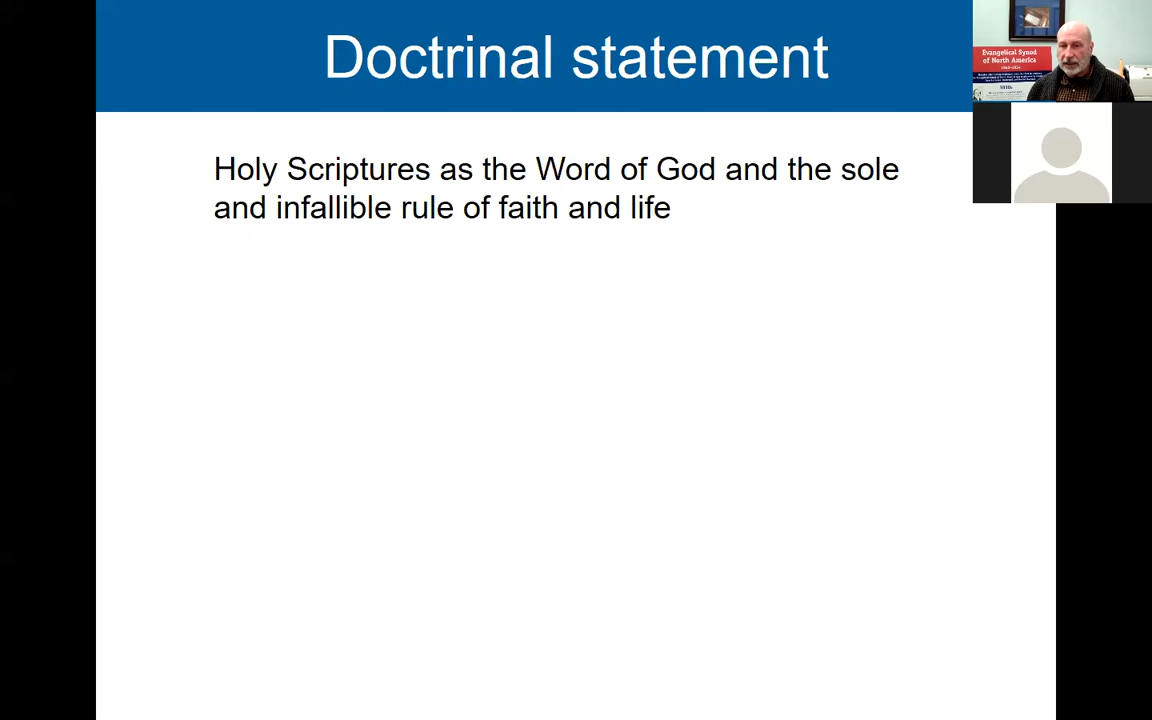 Doctrinal statement
Holy Scriptures as the Word of God and the sole
and infallible rule of faith and life
Evangelical Synod
of North America